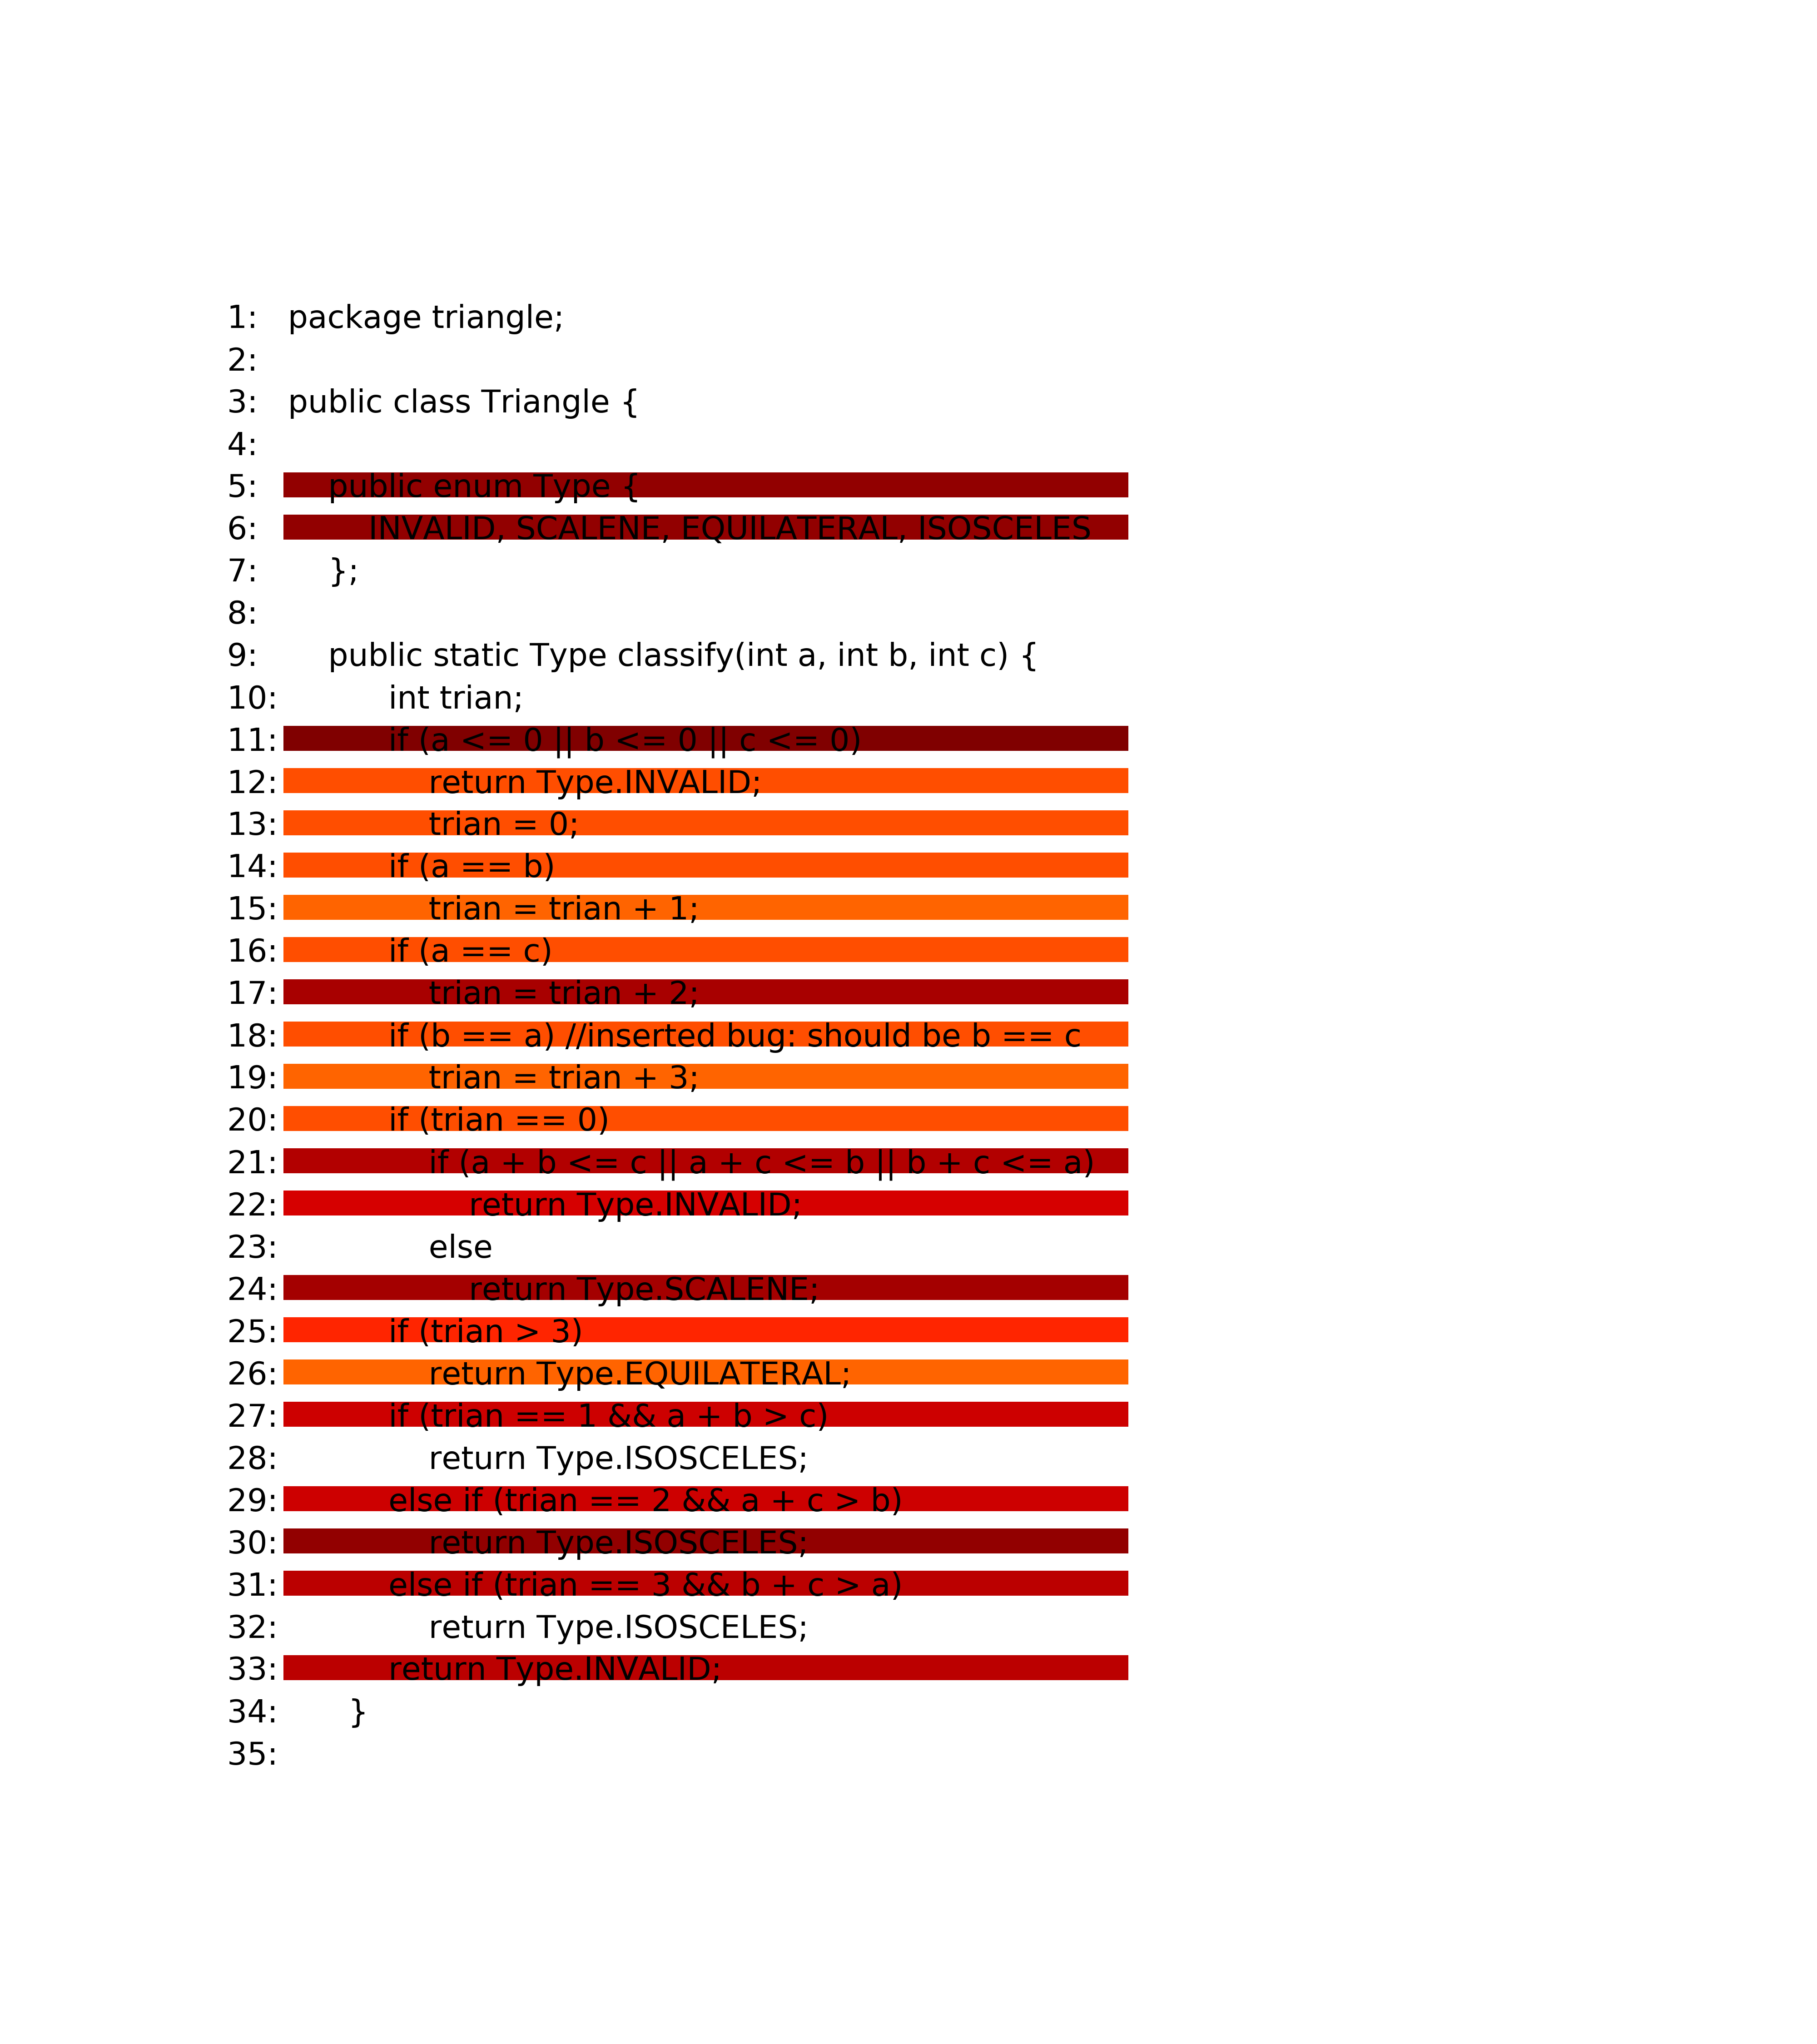 1: package triangle;
2:
3: public class Triangle {
4:
5: public enum Type {
6: INVALID, SCALENE, EQUILATERAL, ISOSCELES
7: };
8:
9: public static Type classify(int a, int b, int c) {
10: int trian;
11: if (a <= 0 || b <= 0 || c <= 0)
12: return Type.INVALID;
13: trian = 0;
14: if (a == b)
15: trian = trian + 1;
16: if (a == c)
17: trian = trian + 2;
18: if (b == a) //inserted bug: should be b == c
19: trian = trian + 3;
20: if (trian == 0)
21: if (a + b <= c || a + c <= b || b + c <= a)
22: return Type.INVALID;
23: else
24: return Type.SCALENE;
25: if (trian > 3)
26: return Type.EQUILATERAL;
27: if (trian == 1 && a + b > c)
28: return Type.ISOSCELES;
29: else if (trian == 2 && a + c > b)
30: return Type.ISOSCELES;
31: else if (trian == 3 && b + c > a)
32: return Type.ISOSCELES;
33: return Type.INVALID;
34: }
35: